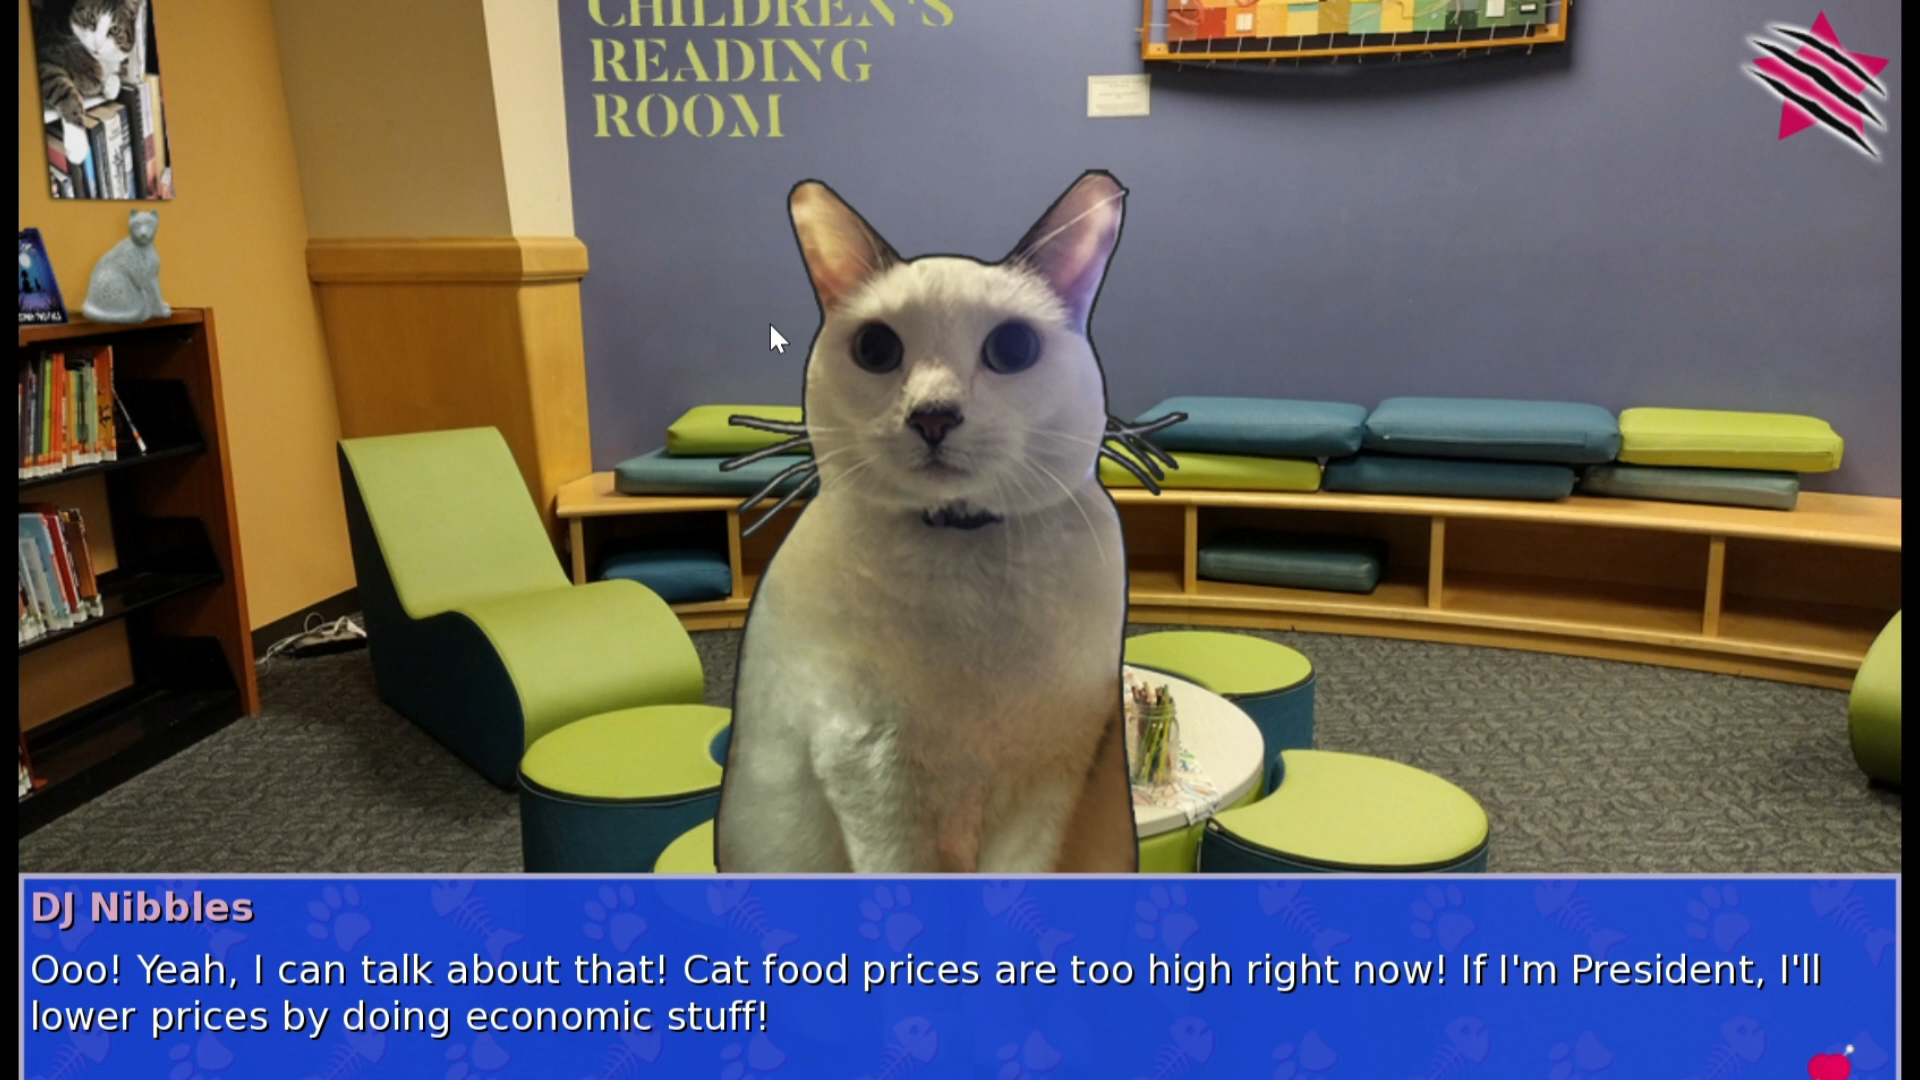 CHILDREN'S
READING
ROOM
DJ Nibbles
Ooo! Yeah, I can talk about that! Cat food prices are too high right now! If I'm President, I'll
lower prices by doing economic stuff!